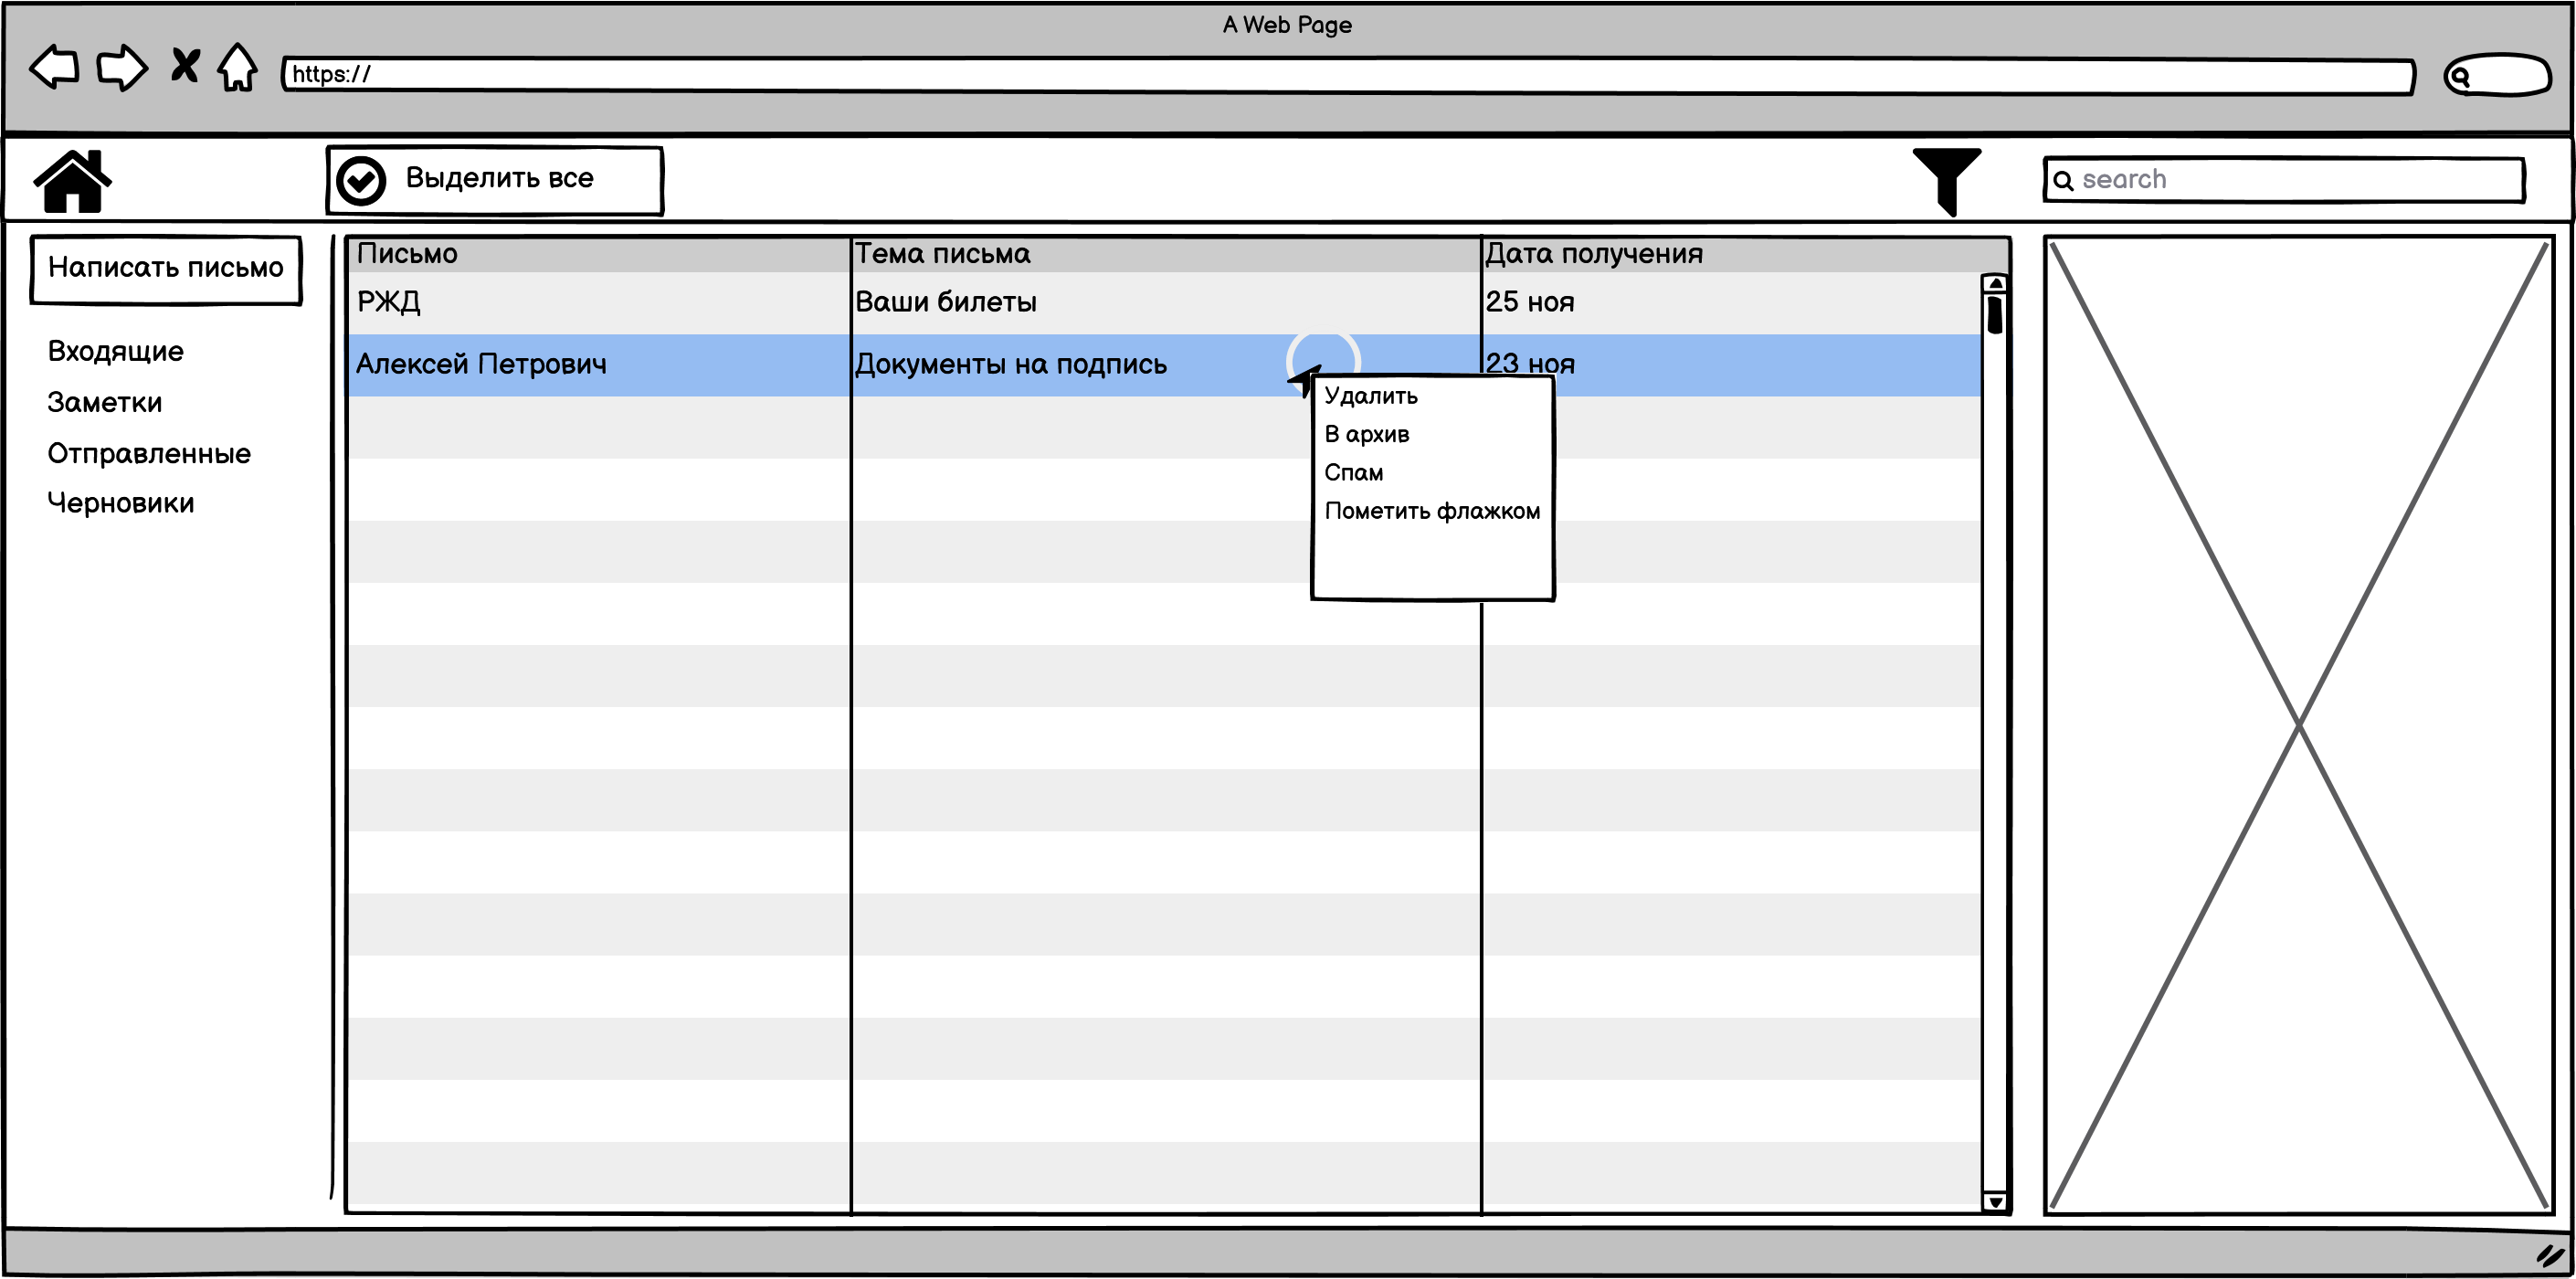 A Web Page
https://
Выделить все
search
Написать письмо
Входящие
Заметки
Отправленные
Черновики
Письмо Тема письма Дата получения
РЖД Ваши билеты 25 ноя
Алексей Петрович Документы на подпись 23 ноя
Удалить
В архив
Спам
Пометить флажком